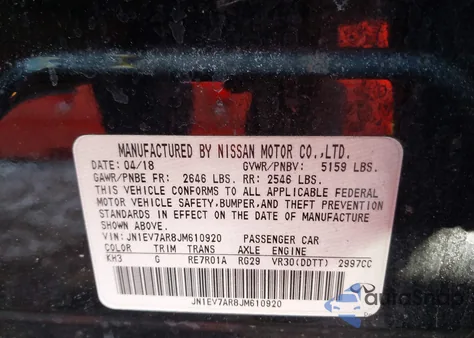 MANUFACTURED BY NISSAN MOTOR CO.,LTD.
DATE: 04/18 GVWR/PNBV: 5159 LBS.
GAWR/PNBE FR: 2646 LBS. RR: 2546 LBS.
THIS VEHICLE CONFORMS TO ALL APPLICABLE FEDERAL
MOTOR VEHICLE SAFETY, BUMPER, AND THEFT PREVENTION
STANDARDS IN EFFECT ON THE DATE OF MANUFACTURE
SHOWN ABOVE.
VIN: JN1EV7AR8JM610920 PASSENGER CAR
COLOR TRIM TRANS AXLE ENGINE
KH3 G RE7R01A RG29 VR30(DDTT) 2997CC
JN1EV7AR8JM610920
autoSnap